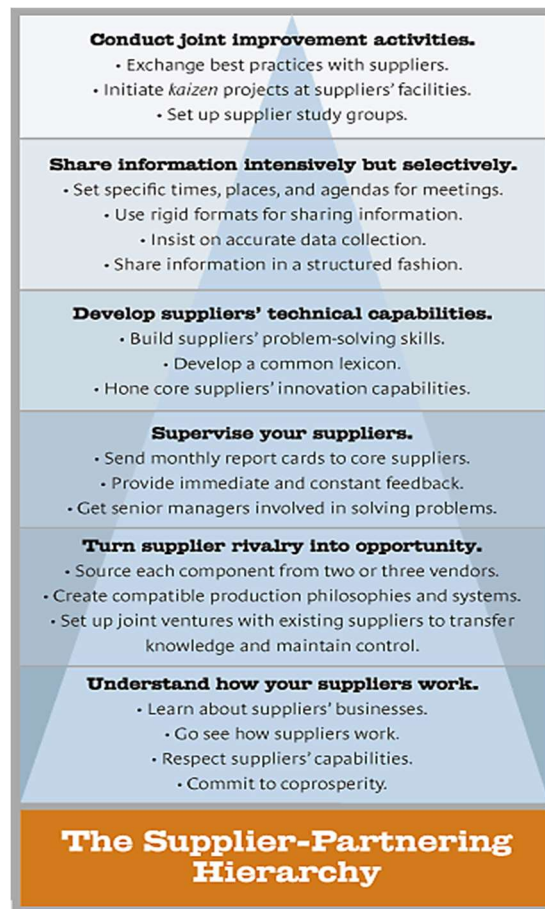 Conduct joint improvement activities.
• Exchange best practices with suppliers.
• Initiate kaizen projects at suppliers' facilities.
• Set up supplier study groups.
Share information intensively but selectively.
• Set specific times, places, and agendas for meetings.
• Use rigid formats for sharing information.
• Insist on accurate data collection.
• Share information in a structured fashion.
Develop suppliers' technical capabilities.
• Build suppliers' problem-solving skills.
• Develop a common lexicon.
• Hone core suppliers' innovation capabilities.
Supervise your suppliers.
• Send monthly report cards to core suppliers.
• Provide immediate and constant feedback.
• Get senior managers involved in solving problems.
Turn supplier rivalry into opportunity.
• Source each component from two or three vendors.
• Create compatible production philosophies and systems.
• Set up joint ventures with existing suppliers to transfer
knowledge and maintain control.
Understand how your suppliers work.
• Learn about suppliers' businesses.
• Go see how suppliers work.
• Respect suppliers' capabilities.
• Commit to coprosperity.
The Supplier-Partnering
Hierarchy